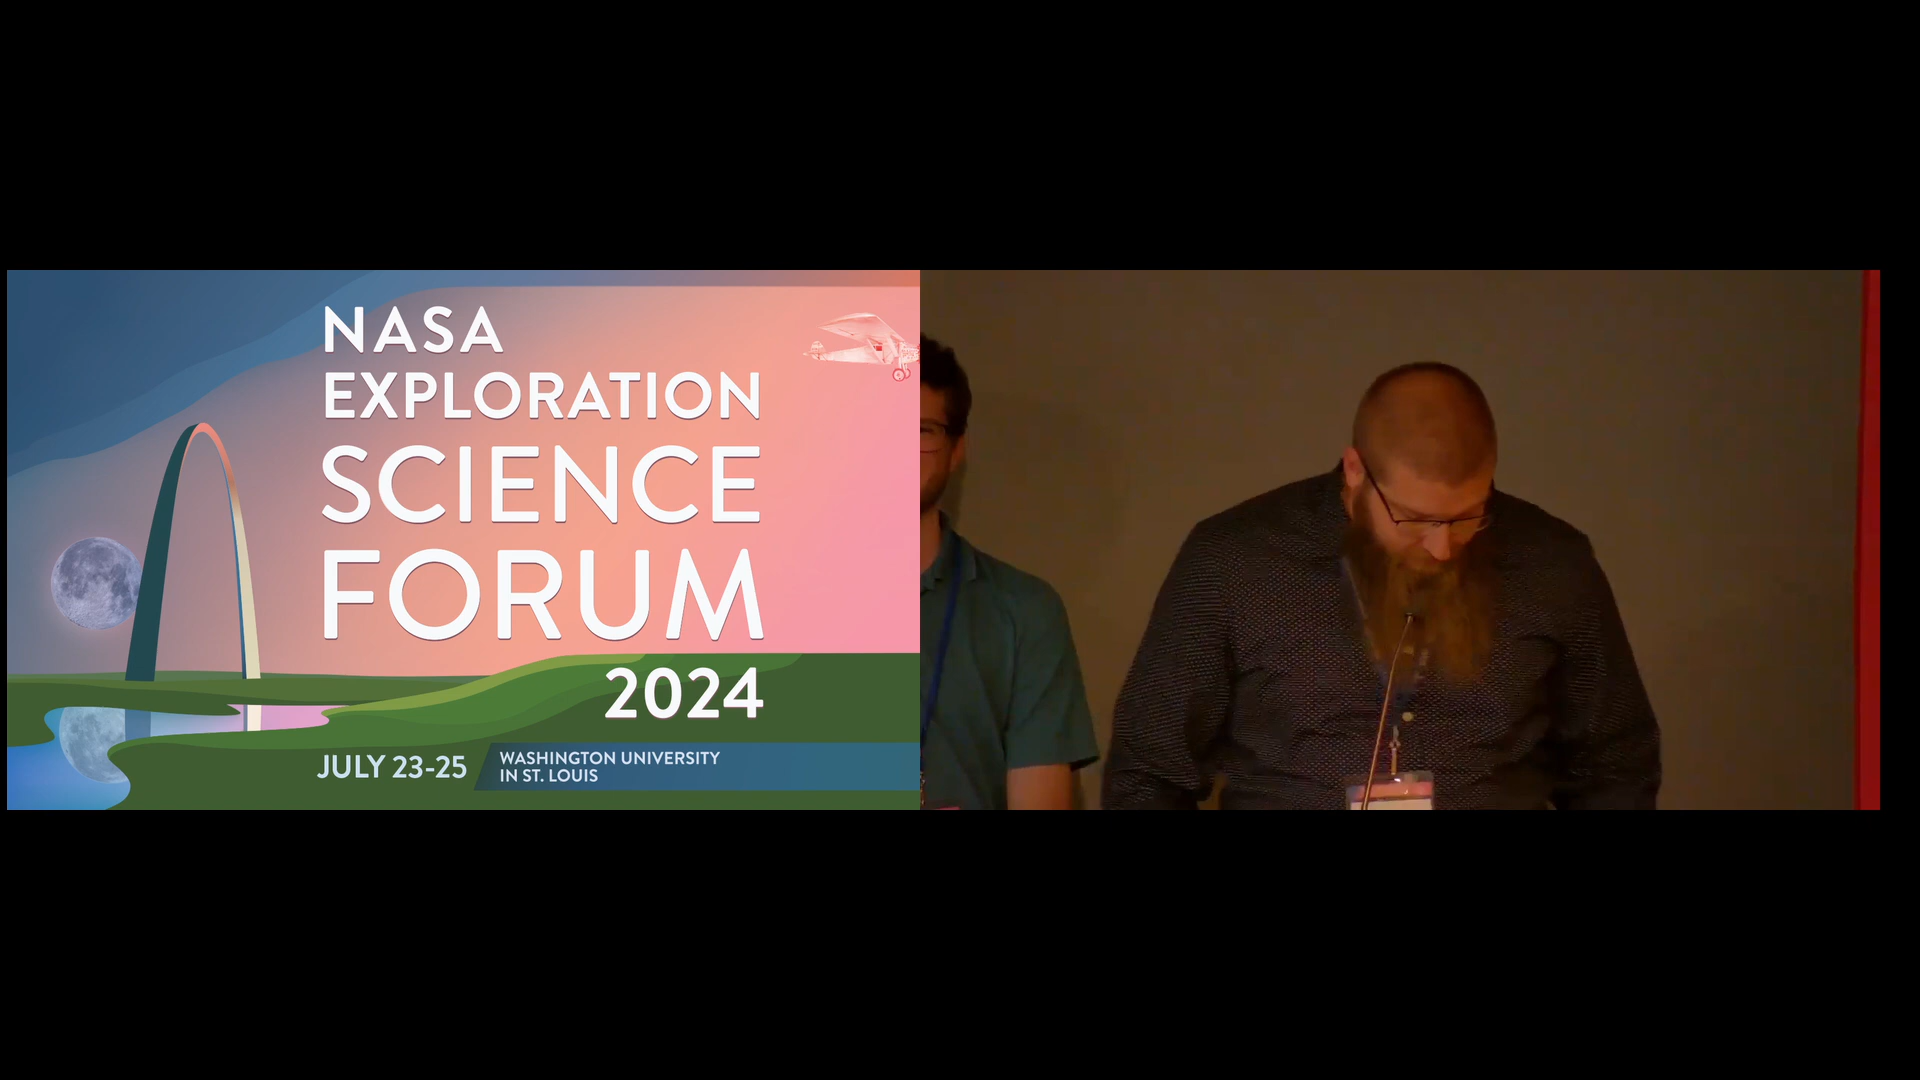 NASA
EXPLORATION
SCIENCE
FORUM
2024
JULY 23-25
WASHINGTON UNIVERSITY
IN ST. LOUIS